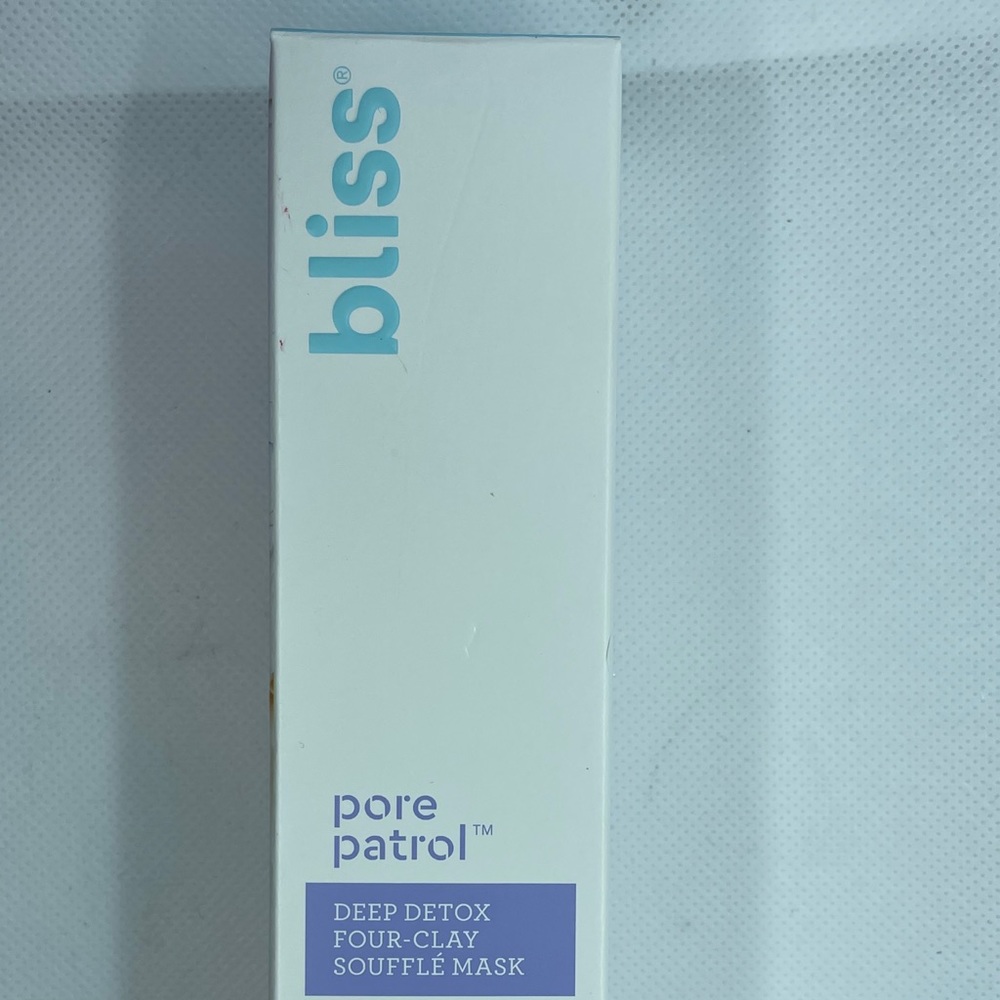 bliss®
pore
patrol™
DEEP DETOX
FOUR-CLAY
SOUFFLÉ MASK